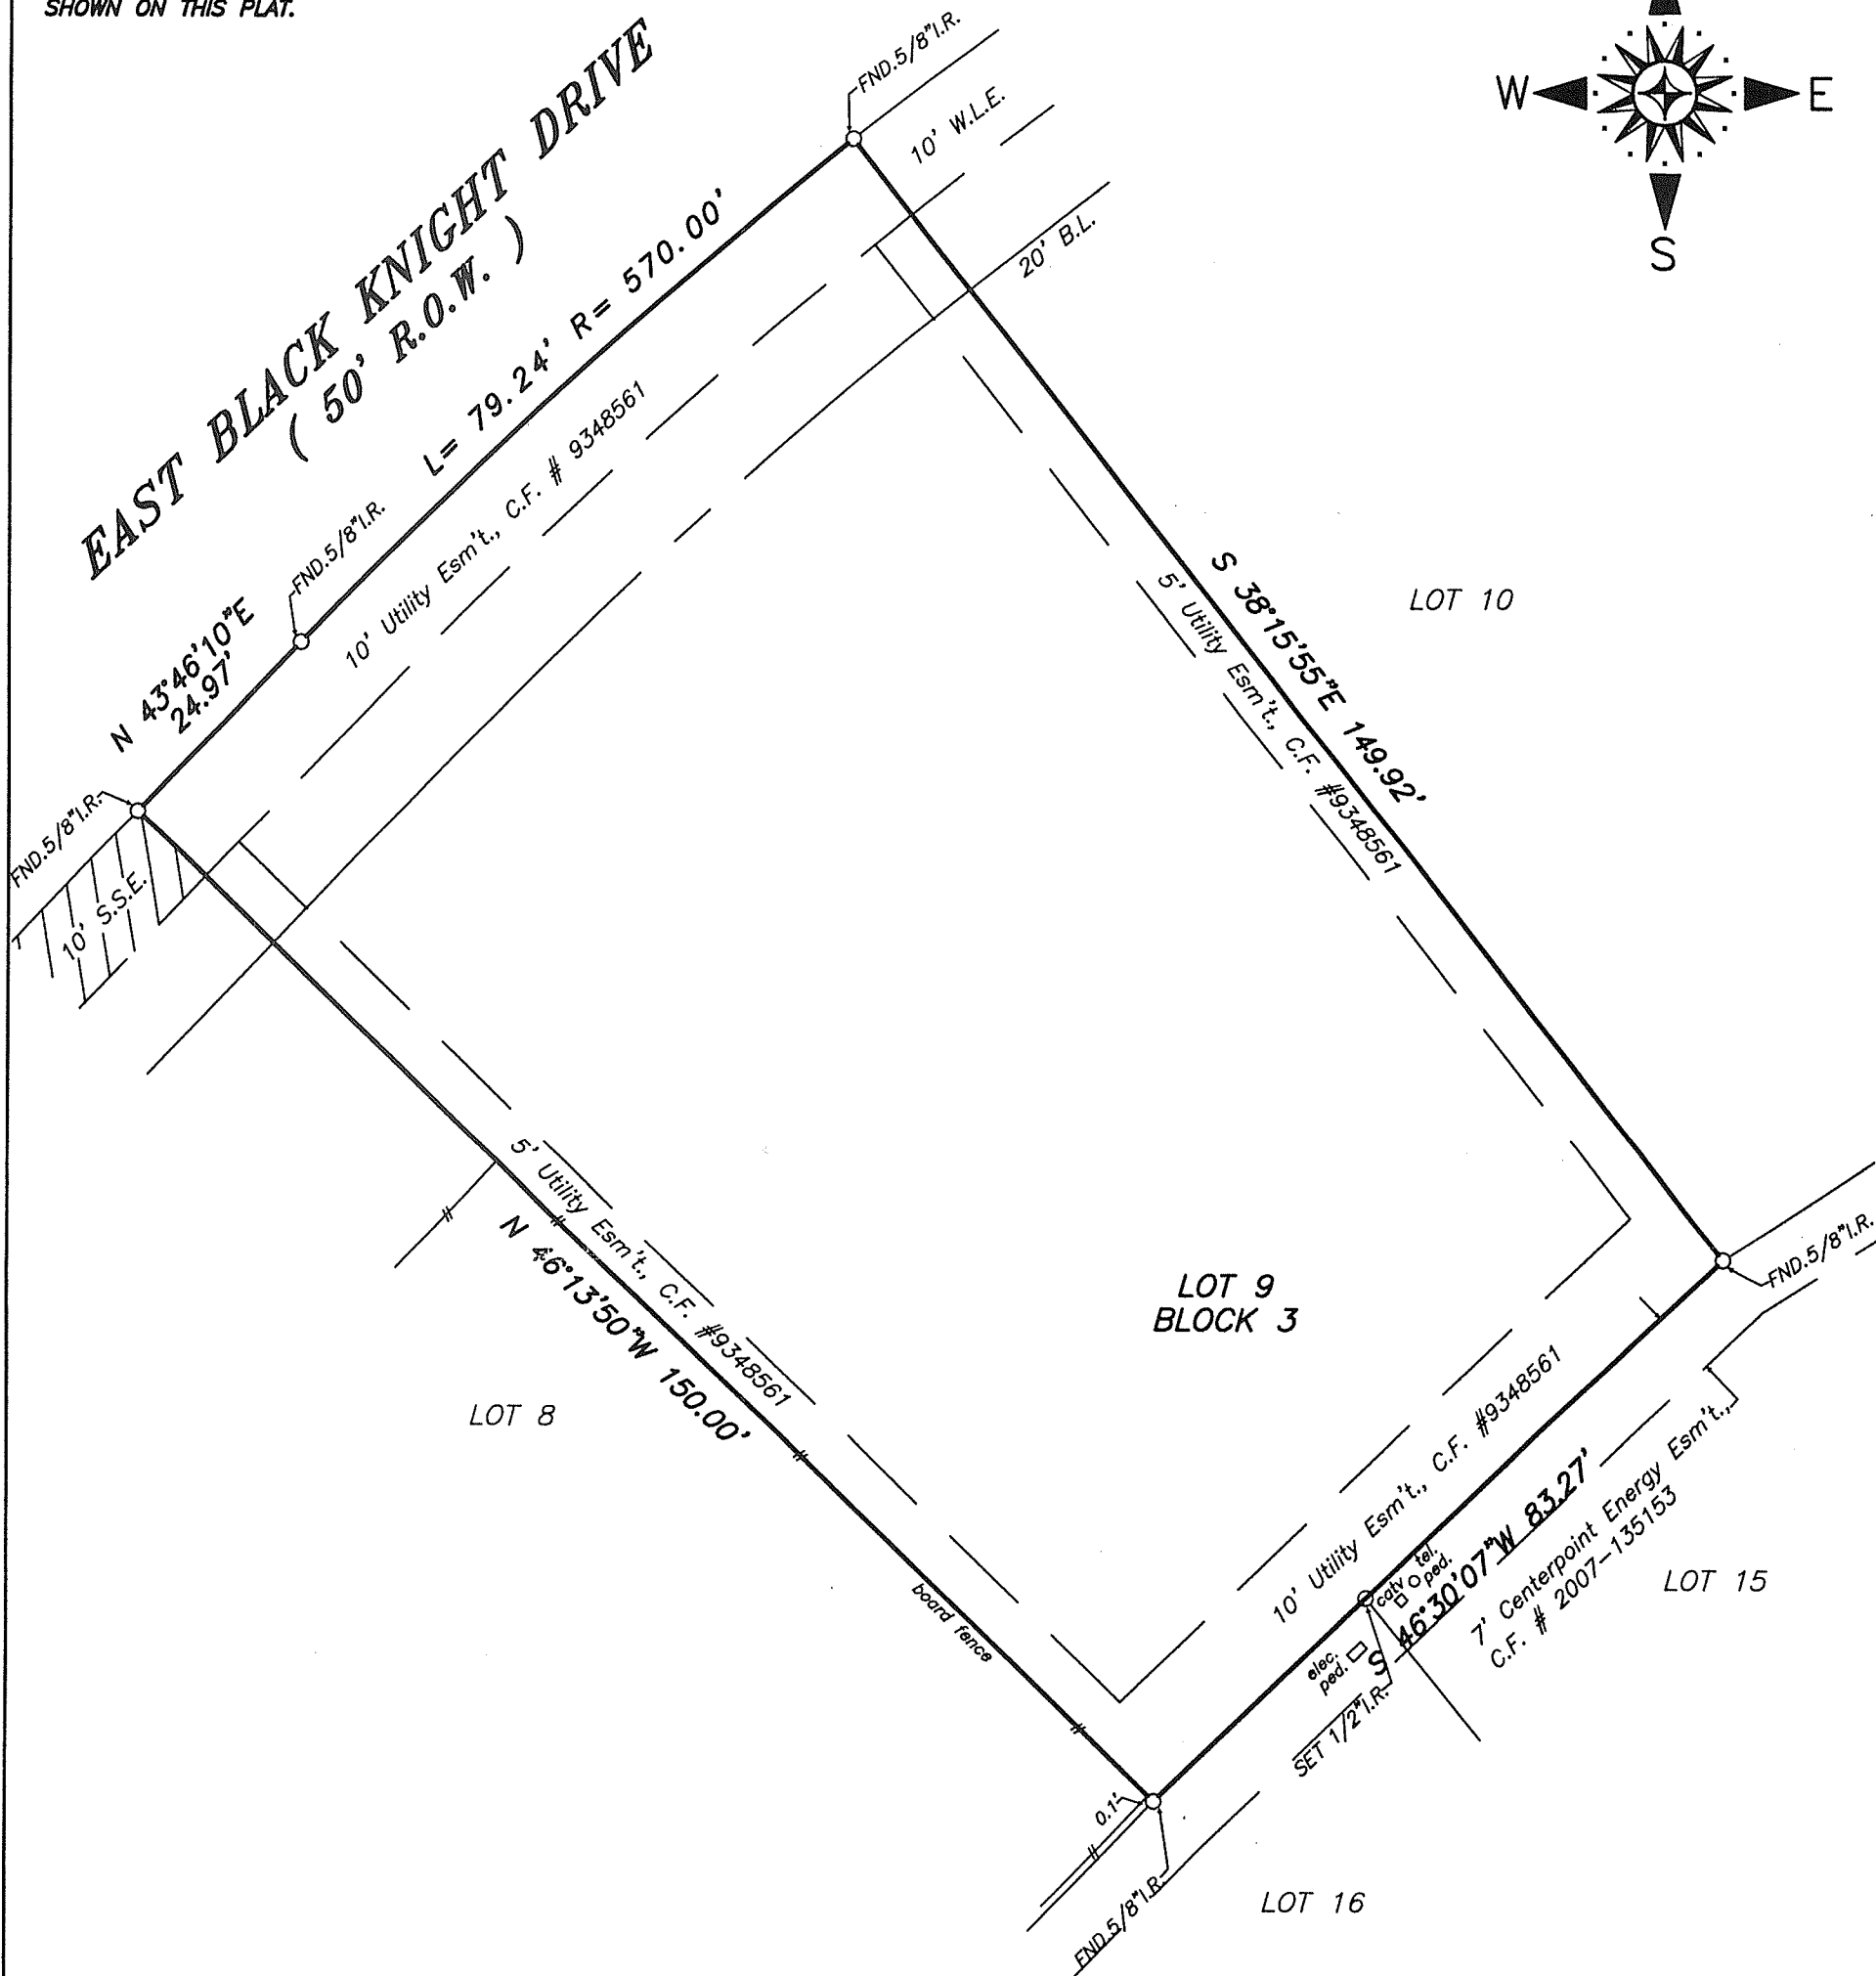 SHOWN ON THIS PLAT.
W
E
S
EAST BLACK KNIGHT DRIVE
( 50' R.O.W. )
FND.5/8"I.R.
10' W.L.E.
20' B.L.
L= 79.24' R= 570.00'
FND.5/8"I.R.
10' Utility Esm't., C.F. # 9348561
N 43°46'10"E
24.97'
FND.5/8"I.R.
10' S.S.E.
S 38°15'55"E 149.92'
5' Utility Esm't., C.F. #9348561
LOT 10
5' Utility Esm't., C.F. #9348561
N 46°13'50"W 150.00'
LOT 8
board fence
LOT 9
BLOCK 3
FND.5/8"I.R.
10' Utility Esm't., C.F. #9348561
catv
tel.
ped.
elec.
ped.
S 46°30'07"W 83.27'
7' Centerpoint Energy Esm't.,
C.F. # 2007-135153
LOT 15
SET 1/2"I.R.
0.1'
FND.5/8"I.R.
LOT 16